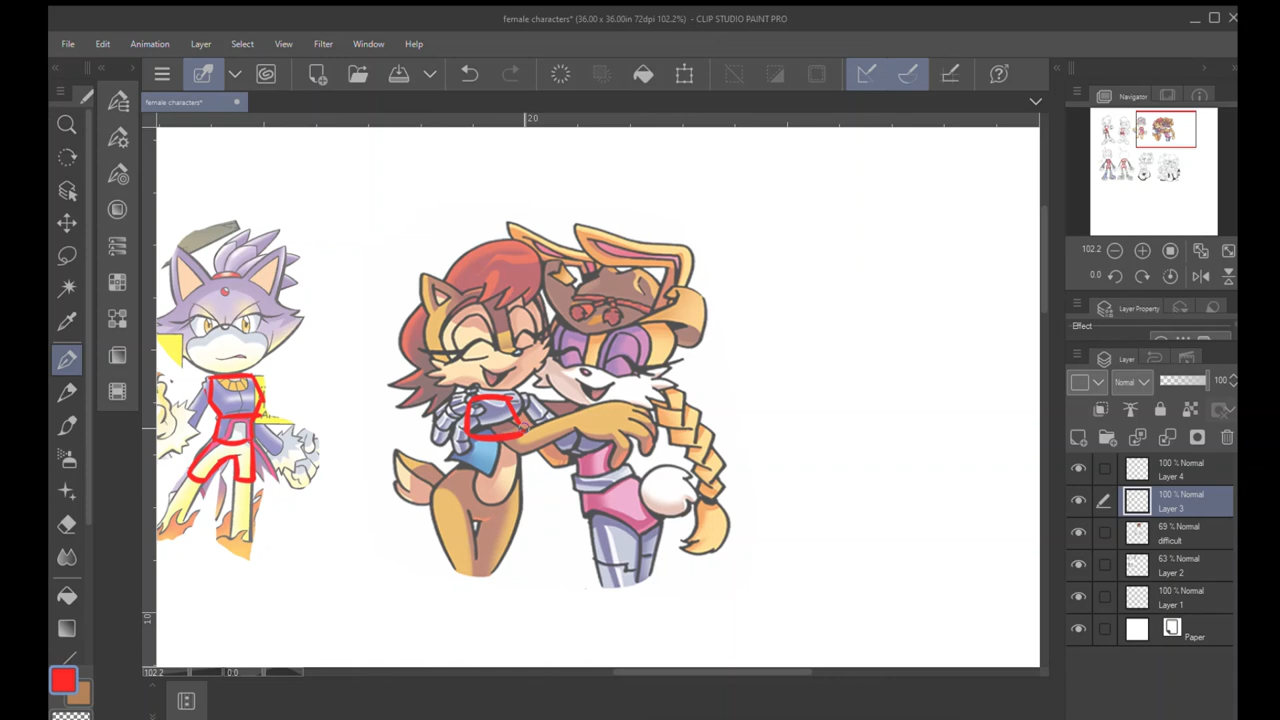 female characters* (36.00 x 36.00in 72dpi 102.2%) - CLIP STUDIO PAINT PRO
File Edit Animation Layer Select View Filter Window Help
female characters*
Navigator
20
102.2
0.0
Layer Property
Effect
Layer
Normal 100
100 % Normal
Layer 4
100 % Normal
Layer 3
69 % Normal
difficult
63 % Normal
Layer 2
100 % Normal
Layer 1
Paper
10
102.2 0.0